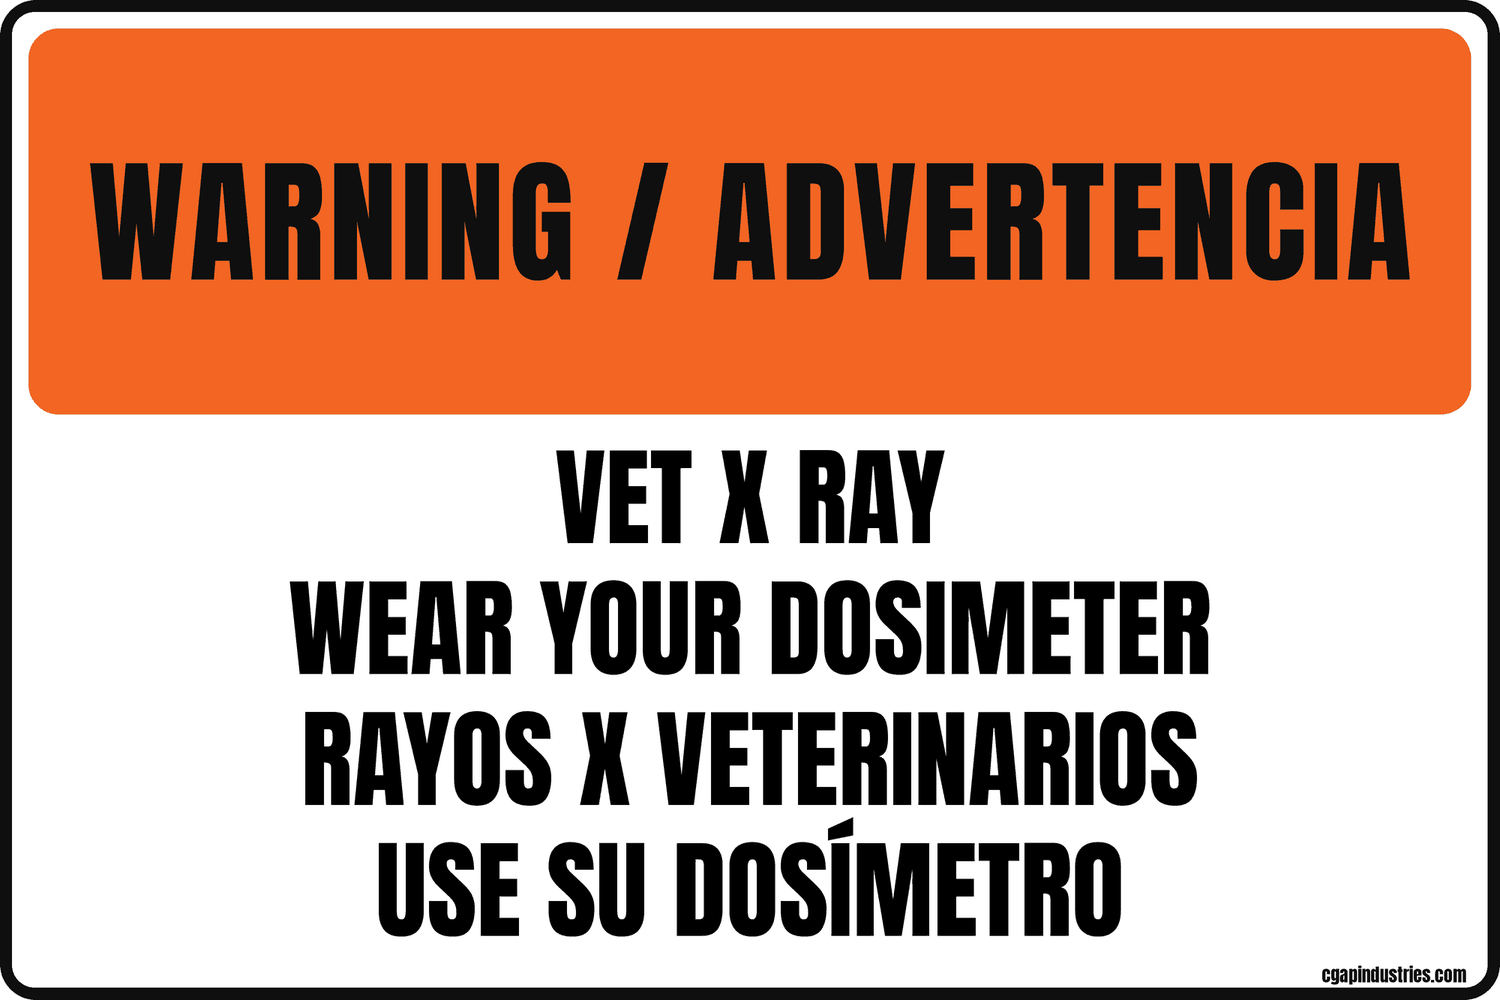 WARNING / ADVERTENCIA
VET X RAY
WEAR YOUR DOSIMETER
RAYOS X VETERINARIOS
USE SU DOSÍMETRO
cgapindustries.com